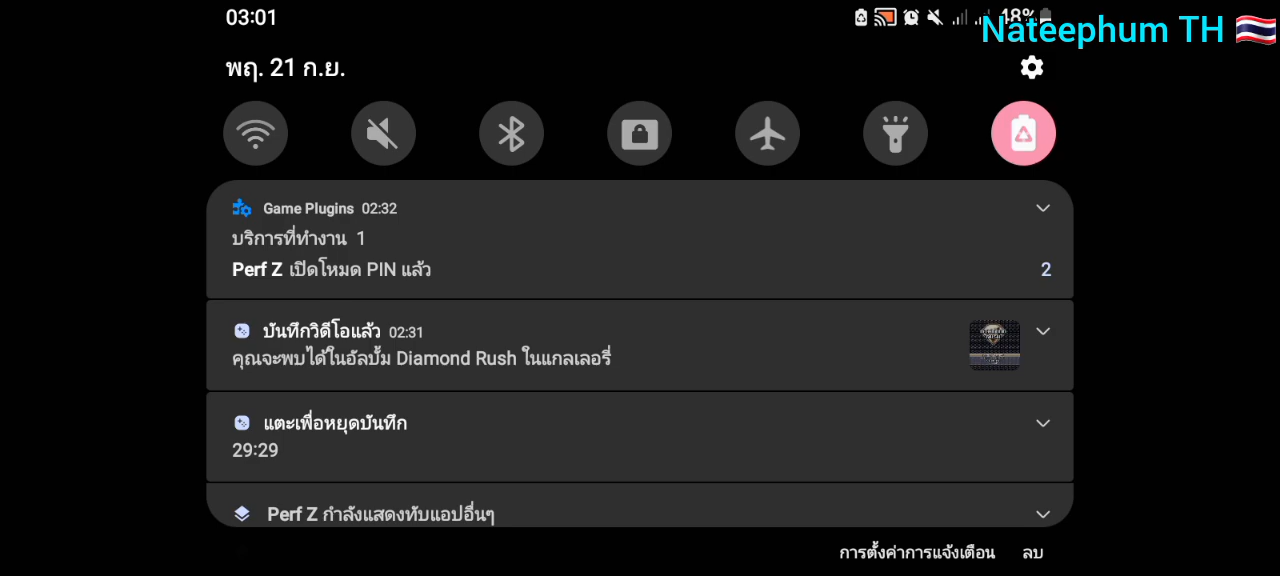 03:01
48%
Nateephum TH
พฤ. 21 ก.ย.
Game Plugins 02:32
บริการที่ทำงาน 1
Perf Z เปิดโหมด PIN แล้ว
2
บันทึกวิดีโอแล้ว 02:31
คุณจะพบได้ในอัลบั้ม Diamond Rush ในแกลเลอรี่
แตะเพื่อหยุดบันทึก
29:29
Perf Z กำลังแสดงทับแอปอื่นๆ
การตั้งค่าการแจ้งเตือน ลบ